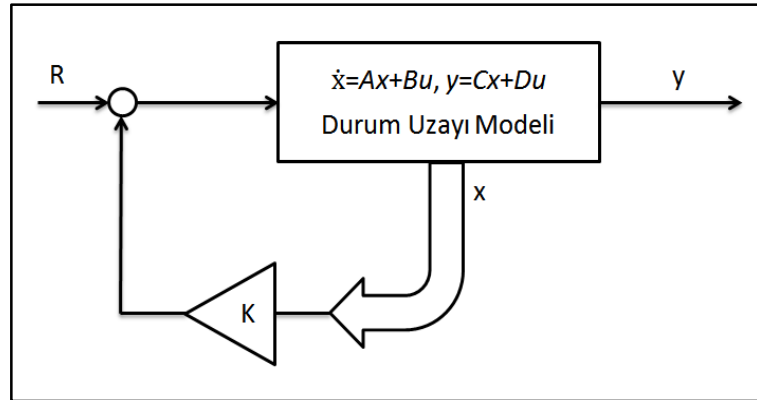 R
ẋ=Ax+Bu, y=Cx+Du
Durum Uzayı Modeli
y
x
K